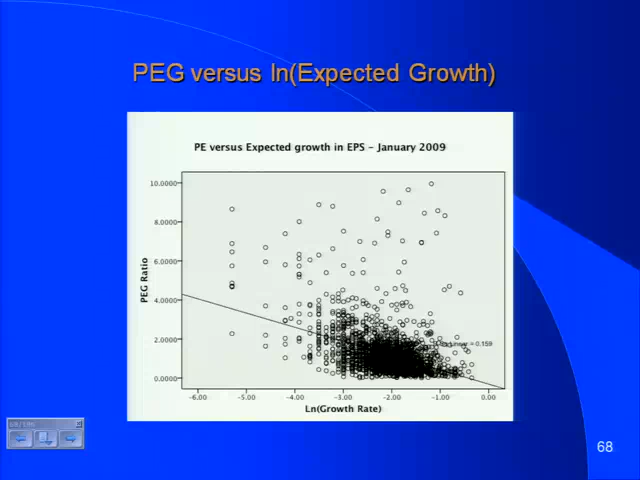 PEG versus ln(Expected Growth)
PE versus Expected growth in EPS - January 2009
10.0000
8.0000
6.0000
4.0000
2.0000
0.0000
PEG Ratio
Linear = 0.159
-6.00 -5.00 -4.00 -3.00 -2.00 -1.00 0.00
Ln(Growth Rate)
68